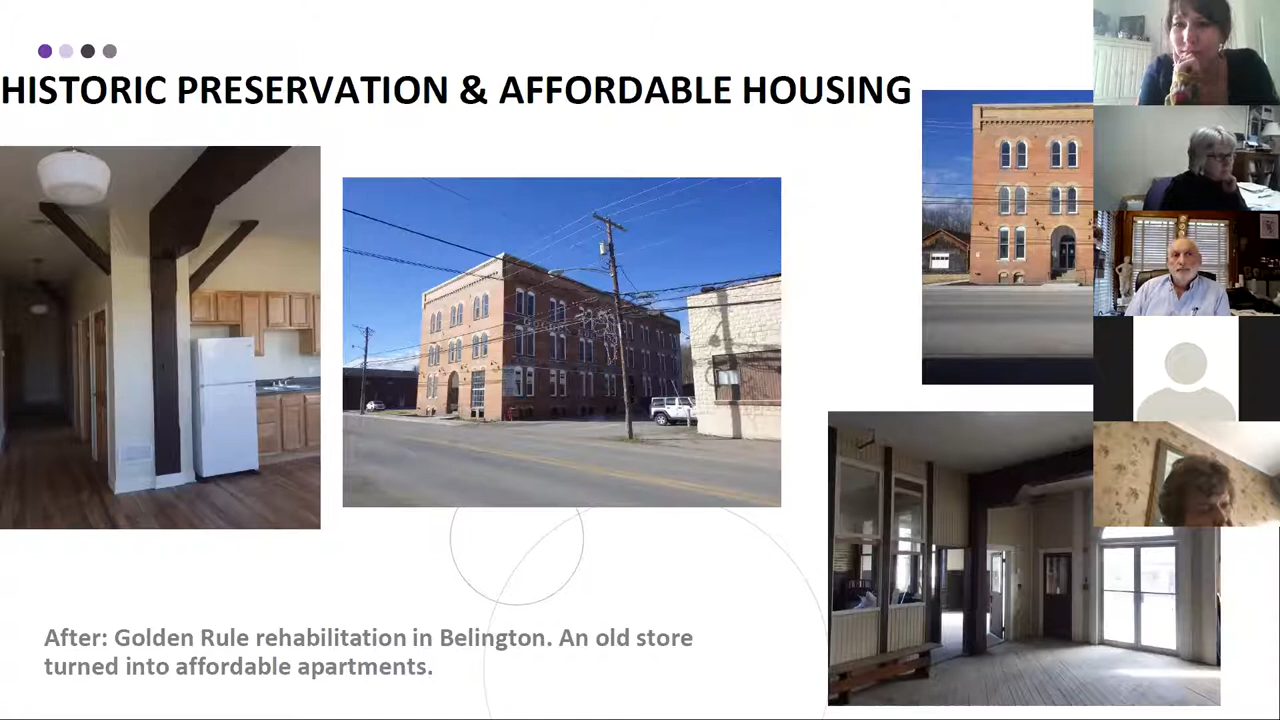 HISTORIC PRESERVATION & AFFORDABLE HOUSING
After: Golden Rule rehabilitation in Belington. An old store
turned into affordable apartments.